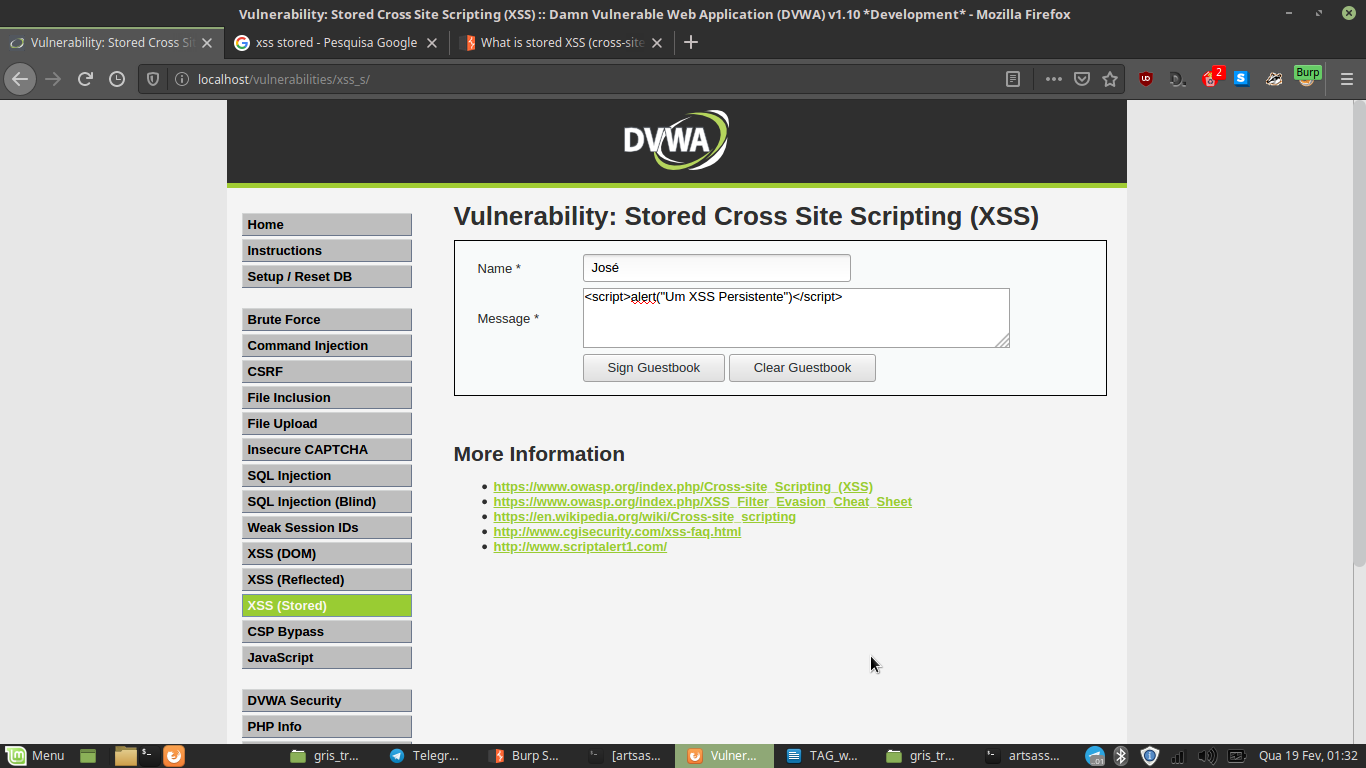 Vulnerability: Stored Cross Site Scripting (XSS) :: Damn Vulnerable Web Application (DVWA) v1.10 *Development* - Mozilla Firefox
Vulnerability: Stored Cross Si
xss stored - Pesquisa Google
What is stored XSS (cross-site
localhost/vulnerabilities/xss_s/
2
Burp
DVWA
Home
Instructions
Setup / Reset DB
Brute Force
Command Injection
CSRF
File Inclusion
File Upload
Insecure CAPTCHA
SQL Injection
SQL Injection (Blind)
Weak Session IDs
XSS (DOM)
XSS (Reflected)
XSS (Stored)
CSP Bypass
JavaScript
DVWA Security
PHP Info
Vulnerability: Stored Cross Site Scripting (XSS)
Name *
José
Message *
<script>alert("Um XSS Persistente")</script>
Sign Guestbook
Clear Guestbook
More Information
https://www.owasp.org/index.php/Cross-site_Scripting_(XSS)
https://www.owasp.org/index.php/XSS_Filter_Evasion_Cheat_Sheet
https://en.wikipedia.org/wiki/Cross-site_scripting
http://www.cgisecurity.com/xss-faq.html
http://www.scriptalert1.com/
Menu
gris_tr...
Telegr...
Burp S...
[artsas...
Vulner...
TAG_w...
gris_tr...
artsass...
Qua 19 Fev, 01:32